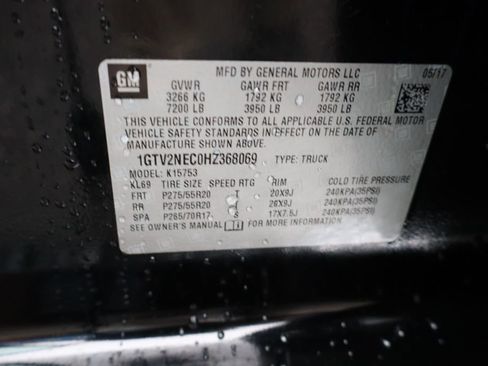 GM
MFD BY GENERAL MOTORS LLC 05/17
GVWR GAWR FRT GAWR RR
3266 KG 1792 KG 1792 KG
7200 LB 3950 LB 3950 LB
THIS VEHICLE CONFORMS TO ALL APPLICABLE U.S. FEDERAL MOTOR
VEHICLE SAFETY STANDARDS IN EFFECT ON THE DATE OF
MANUFACTURE SHOWN ABOVE.
1GTV2NEC0HZ368069 TYPE: TRUCK
MODEL: K15753
KL69 TIRE SIZE SPEED RTG RIM COLD TIRE PRESSURE
FRT P275/55R20 T 20X9J 240KPA(35PSI)
RR P275/55R20 T 20X9J 240KPA(35PSI)
SPA P265/70R17 S 17X7.5J 240KPA(35PSI)
SEE OWNER'S MANUAL